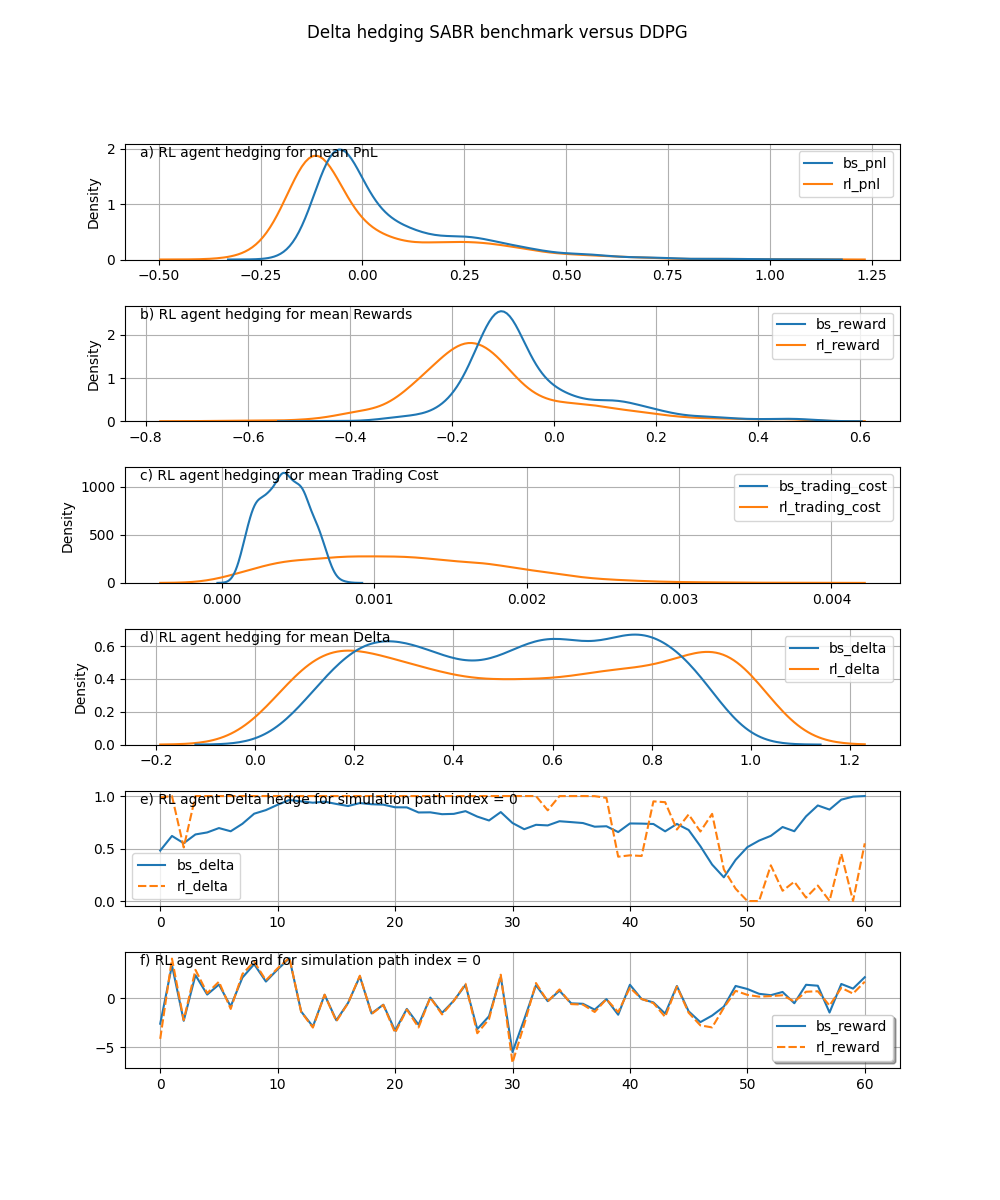 Delta hedging SABR benchmark versus DDPG
a) RL agent hedging for mean PnL
bs_pnl
rl_pnl
Density
2
1
0
−0.50 −0.25 0.00 0.25 0.50 0.75 1.00 1.25
b) RL agent hedging for mean Rewards
bs_reward
rl_reward
Density
2
1
0
−0.8 −0.6 −0.4 −0.2 0.0 0.2 0.4 0.6
c) RL agent hedging for mean Trading Cost
bs_trading_cost
rl_trading_cost
Density
1000
500
0
0.000 0.001 0.002 0.003 0.004
d) RL agent hedging for mean Delta
bs_delta
rl_delta
Density
0.6
0.4
0.2
0.0
−0.2 0.0 0.2 0.4 0.6 0.8 1.0 1.2
e) RL agent Delta hedge for simulation path index = 0
bs_delta
rl_delta
1.0
0.5
0.0
0 10 20 30 40 50 60
f) RL agent Reward for simulation path index = 0
bs_reward
rl_reward
0
−5
0 10 20 30 40 50 60